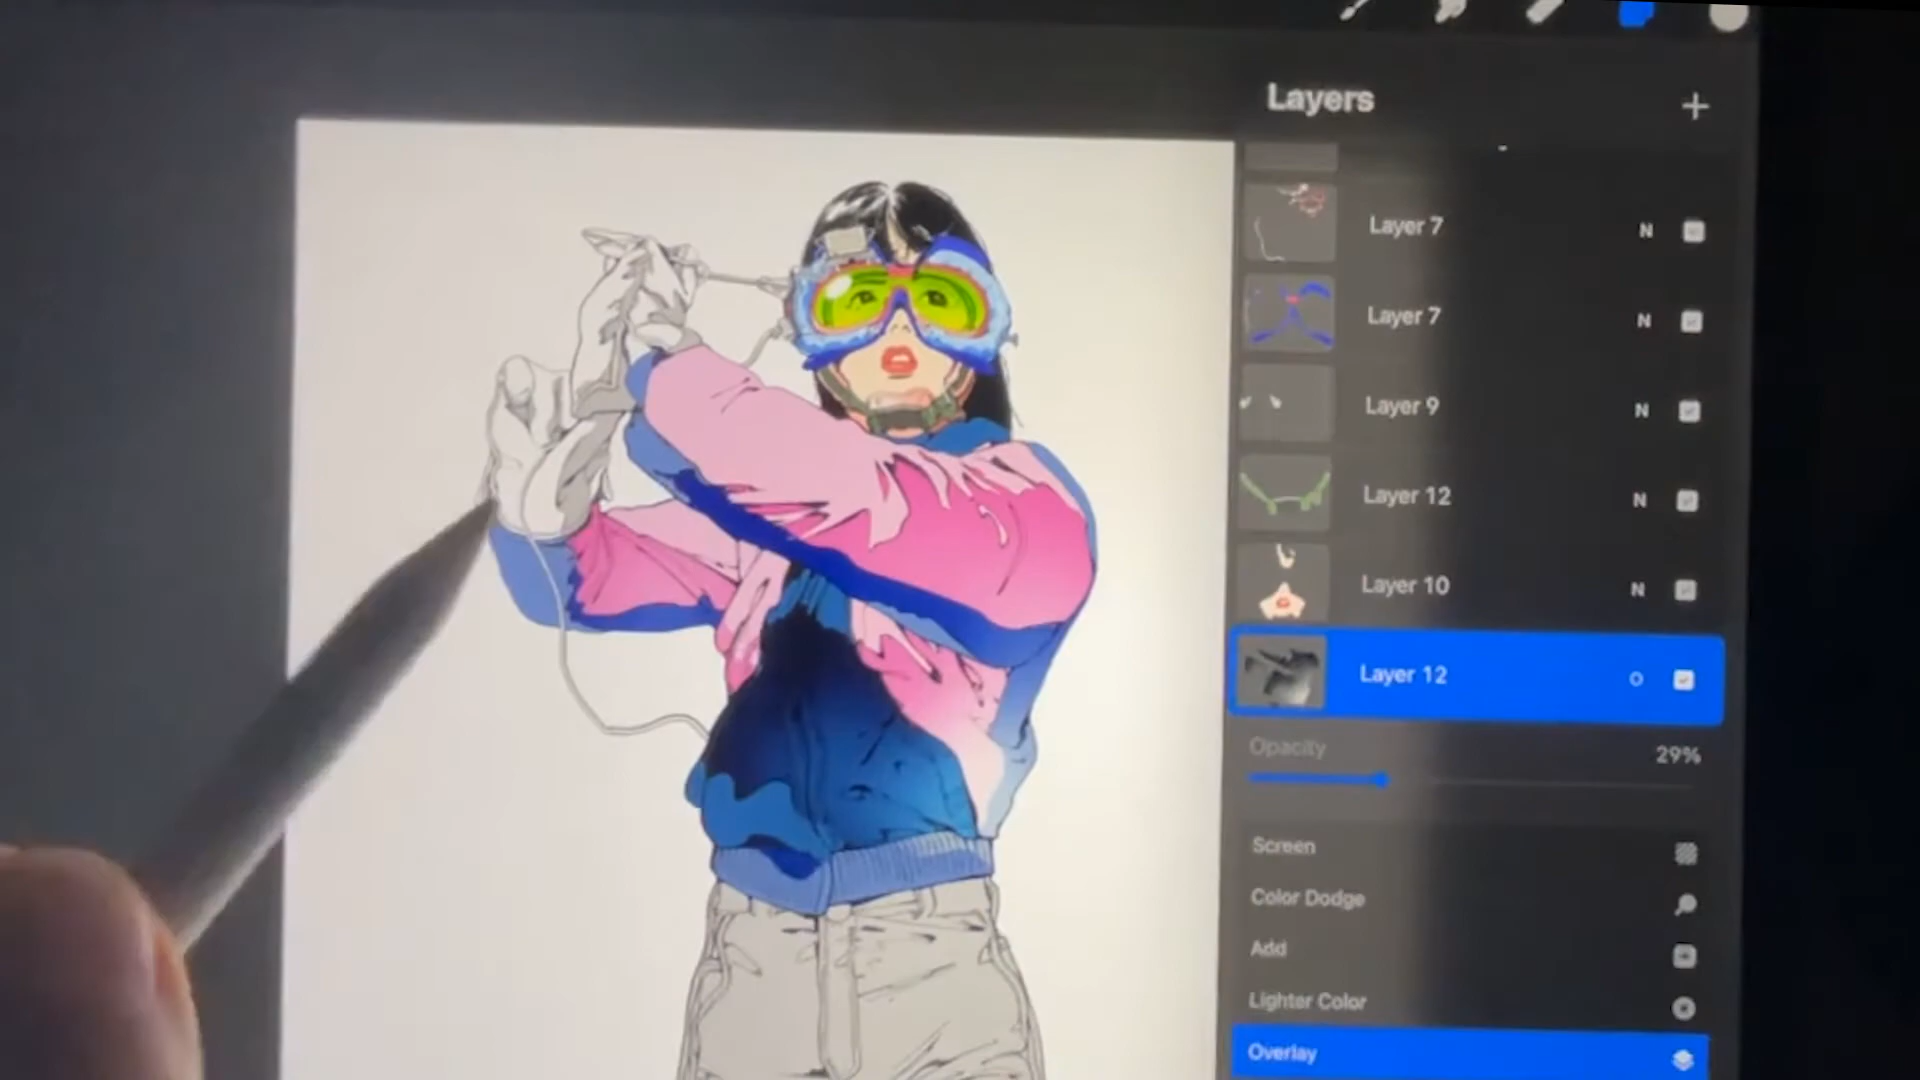 Layers
Layer 7 N
Layer 7 N
Layer 9 N
Layer 12 N
Layer 10 N
Layer 12 O
Opacity 29%
Screen
Color Dodge
Add
Lighter Color
Overlay